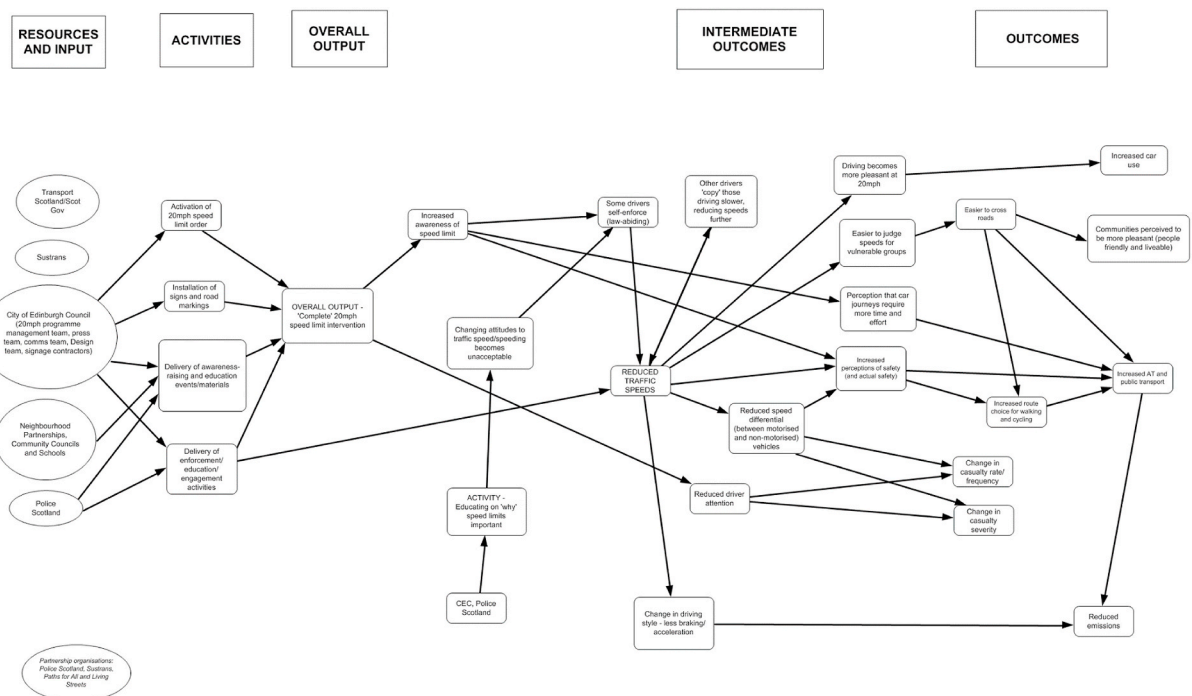 RESOURCES
AND INPUT
ACTIVITIES
OVERALL
OUTPUT
INTERMEDIATE
OUTCOMES
OUTCOMES
Transport
Scotland/Scot
Gov
Sustrans
City of Edinburgh Council
(20mph programme
management team, press
team, comms team, Design
team, signage contractors)
Neighbourhood
Partnerships,
Community Councils
and Schools
Police
Scotland
Partnership organisations:
Police Scotland, Sustrans,
Paths for All and Living
Streets
Activation of
20mph speed
limit order
Installation of
signs and road
markings
Delivery of awareness-
raising and education
events/materials
Delivery of
enforcement/
education/
engagement
activities
OVERALL OUTPUT -
'Complete' 20mph
speed limit intervention
Increased
awareness of
speed limit
Changing attitudes to
traffic speed/speeding
becomes
unacceptable
ACTIVITY -
Educating on 'why'
speed limits
important
CEC, Police
Scotland
Some drivers
self-enforce
(law-abiding)
Other drivers
'copy' those
driving slower,
reducing speeds
further
REDUCED
TRAFFIC
SPEEDS
Reduced speed
differential
(between motorised
and non-motorised)
vehicles
Reduced driver
attention
Change in driving
style - less braking/
acceleration
Driving becomes
more pleasant at
20mph
Easier to judge
speeds for
vulnerable groups
Perception that car
journeys require
more time and
effort
Increased
perceptions of safety
(and actual safety)
Easier to cross
roads
Increased route
choice for walking
and cycling
Change in
casualty rate/
frequency
Change in
casualty
severity
Increased car
use
Communities perceived to
be more pleasant (people
friendly and liveable)
Increased AT and
public transport
Reduced
emissions